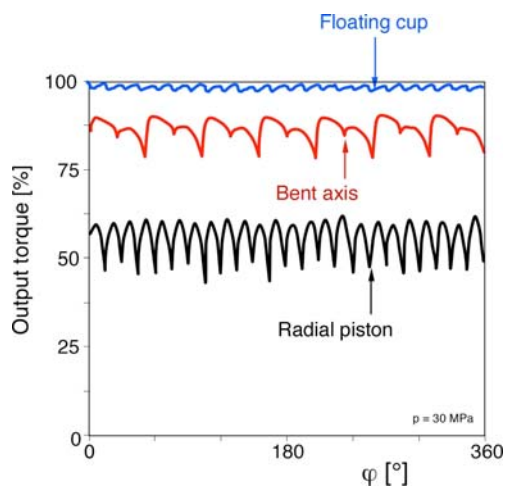 Floating cup
100
75
50
25
0
Output torque [%]
Bent axis
Radial piston
p = 30 MPa
0
180
360
φ [°]